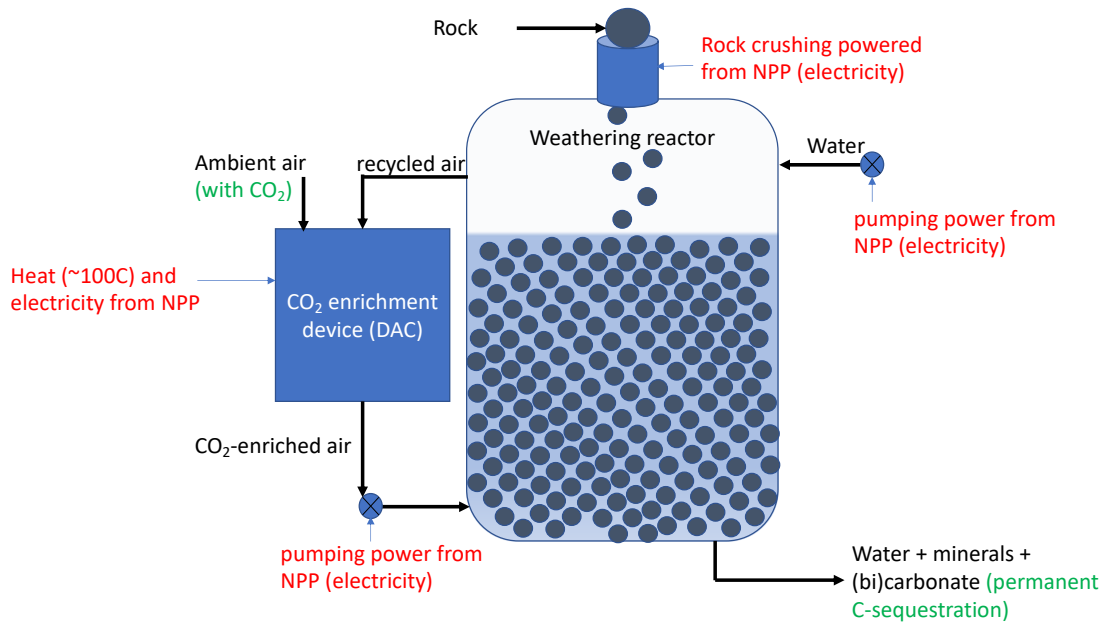 Rock
Rock crushing powered
from NPP (electricity)
Weathering reactor
Water
Ambient air
(with CO₂)
recycled air
pumping power from
NPP (electricity)
Heat (~100C) and
electricity from NPP
CO₂ enrichment
device (DAC)
CO₂-enriched air
pumping power from
NPP (electricity)
Water + minerals +
(bi)carbonate (permanent
C-sequestration)